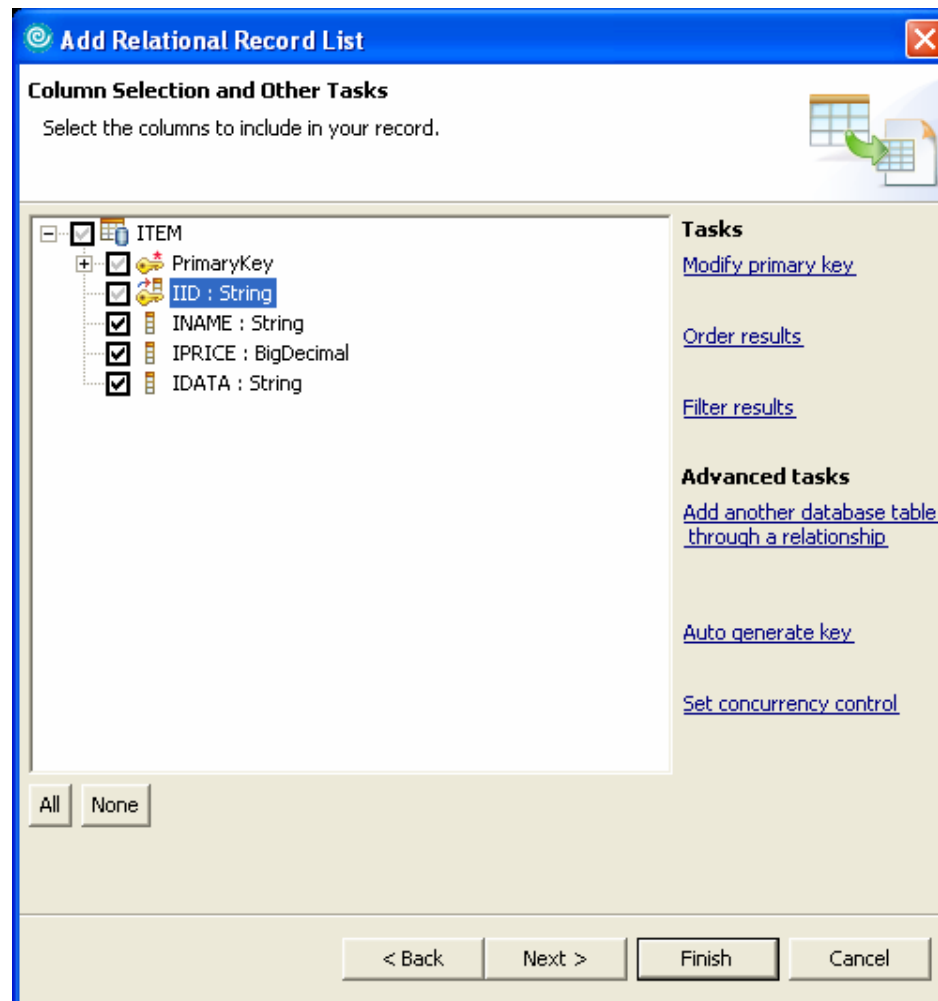 Add Relational Record List
Column Selection and Other Tasks
Select the columns to include in your record.
ITEM
PrimaryKey
IID : String
INAME : String
IPRICE : BigDecimal
IDATA : String
Tasks
Modify primary key
Order results
Filter results
Advanced tasks
Add another database table
through a relationship
Auto generate key
Set concurrency control
All None
< Back Next > Finish Cancel